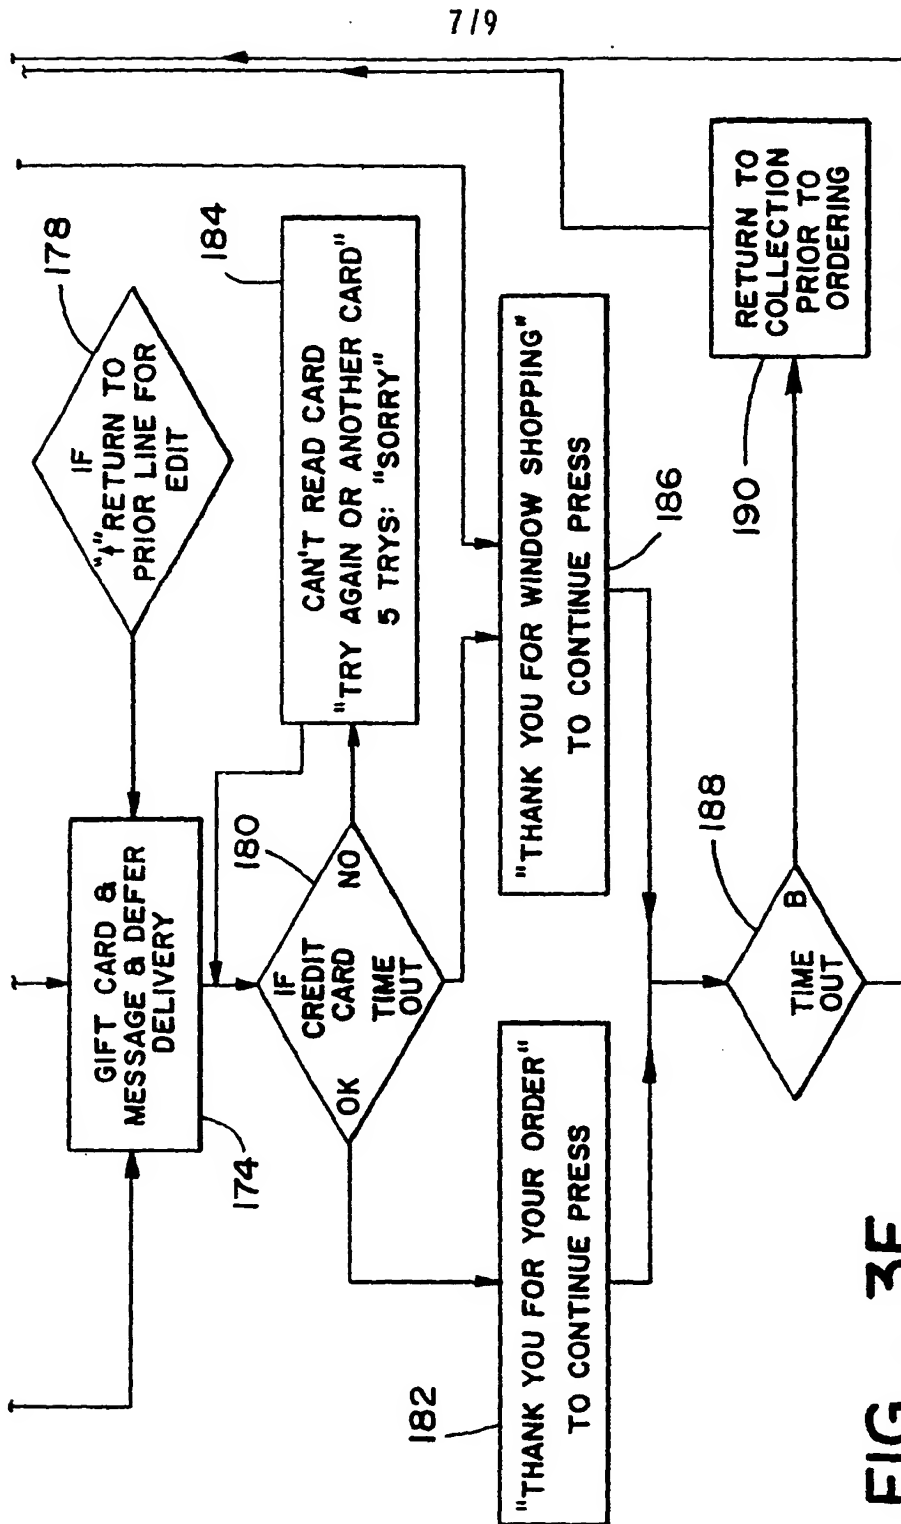 7/9
178
IF
"↑" RETURN TO
PRIOR LINE FOR
EDIT
GIFT CARD &
MESSAGE & DEFER
DELIVERY
174
184
CAN'T READ CARD
"TRY AGAIN OR ANOTHER CARD"
5 TRYS: "SORRY"
180
IF
CREDIT
CARD
TIME
OUT
OK
NO
182
"THANK YOU FOR YOUR ORDER"
TO CONTINUE PRESS
"THANK YOU FOR WINDOW SHOPPING"
TO CONTINUE PRESS
186
188
TIME
OUT
B
190
RETURN TO
COLLECTION
PRIOR TO
ORDERING
FIG